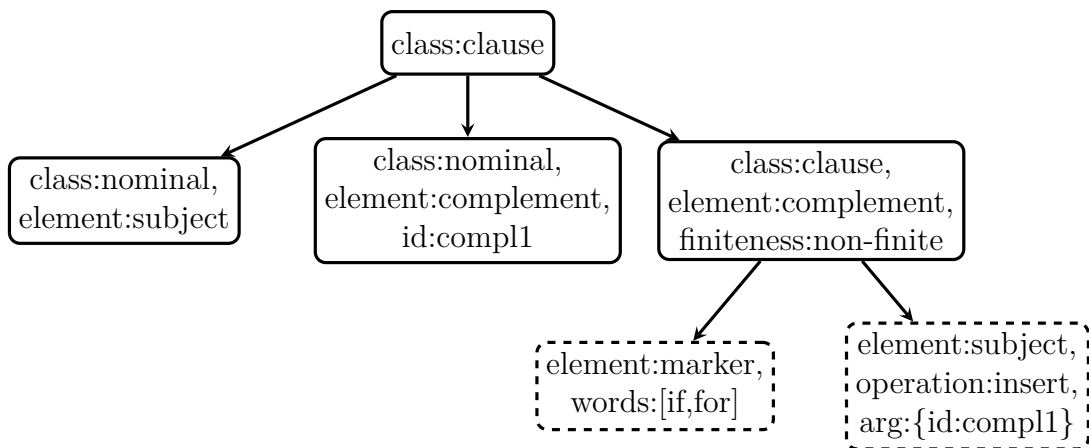 class:clause
class:nominal,
element:subject
class:nominal,
element:complement,
id:compl1
class:clause,
element:complement,
finiteness:non-finite
element:marker,
words:[if,for]
element:subject,
operation:insert,
arg:{id:compl1}